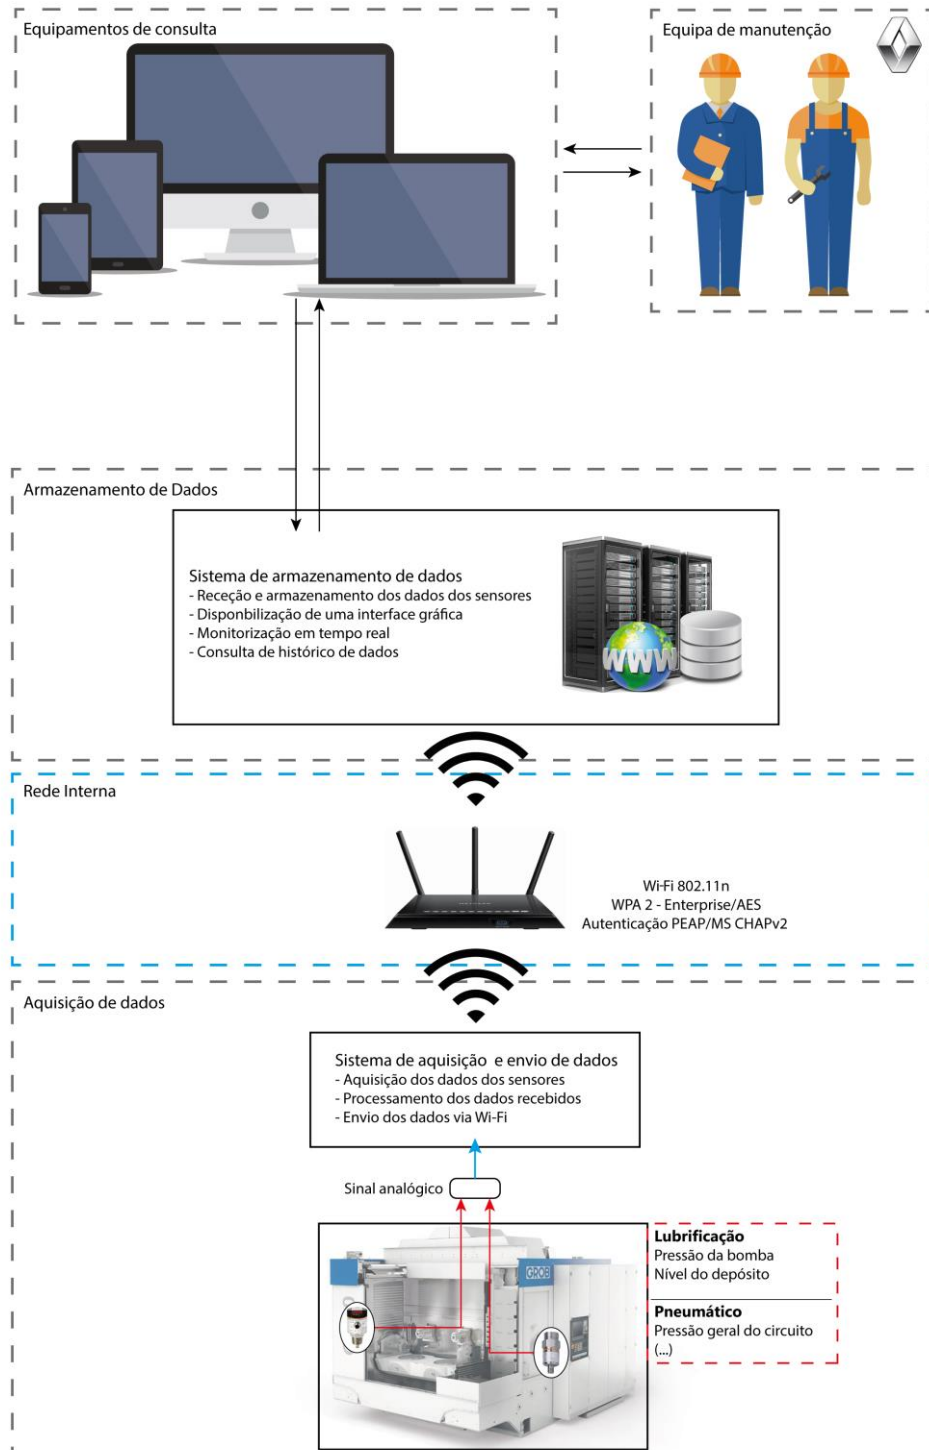 Equipamentos de consulta
Equipa de manutenção
Armazenamento de Dados
Sistema de armazenamento de dados
- Receção e armazenamento dos dados dos sensores
- Disponbilização de uma interface gráfica
- Monitorização em tempo real
- Consulta de histórico de dados
WWW
Rede Interna
Wi-Fi 802.11n
WPA 2 - Enterprise/AES
Autenticação PEAP/MS CHAPv2
Aquisição de dados
Sistema de aquisição e envio de dados
- Aquisição dos dados dos sensores
- Processamento dos dados recebidos
- Envio dos dados via Wi-Fi
Sinal analógico
GROB
Lubrificação
Pressão da bomba
Nível do depósito
Pneumático
Pressão geral do circuito
(...)